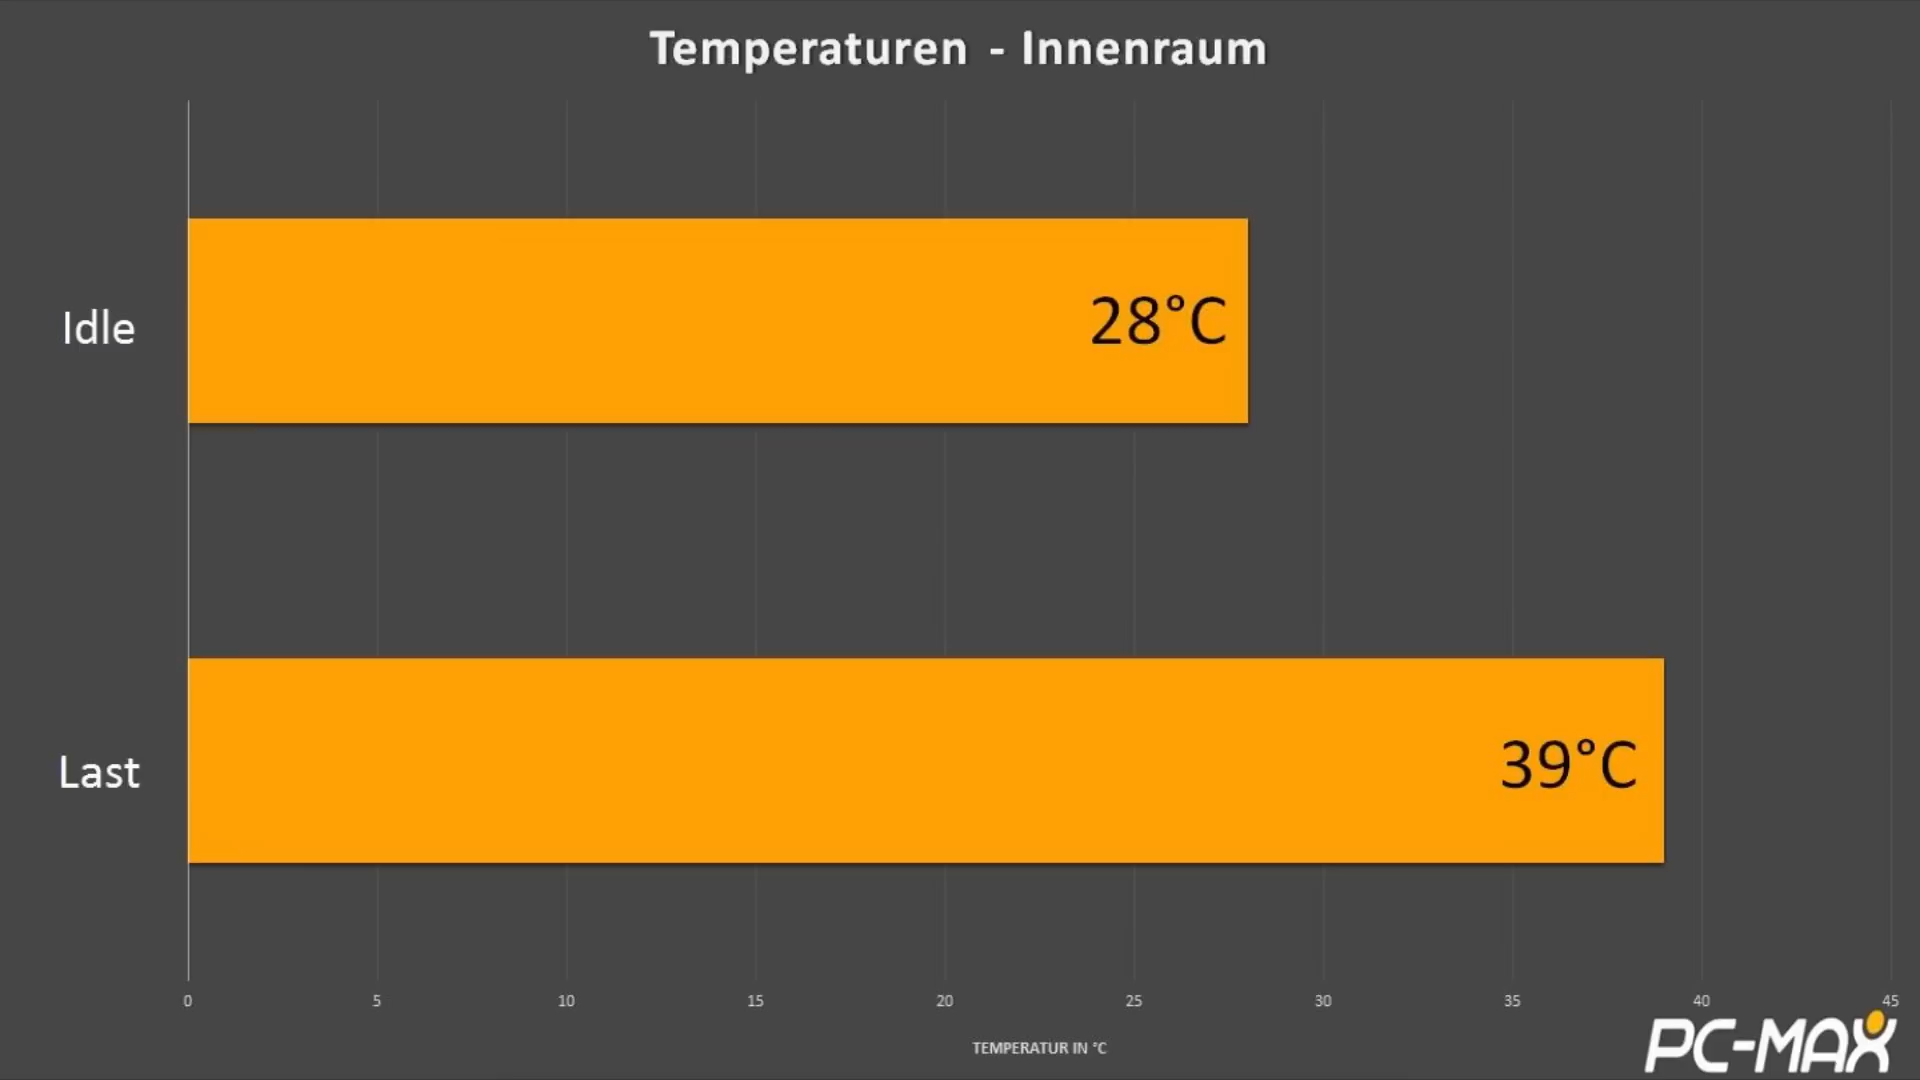 Temperaturen - Innenraum
Idle
28°C
Last
39°C
0 5 10 15 20 25 30 35 40 45
TEMPERATUR IN °C
PC-MAX